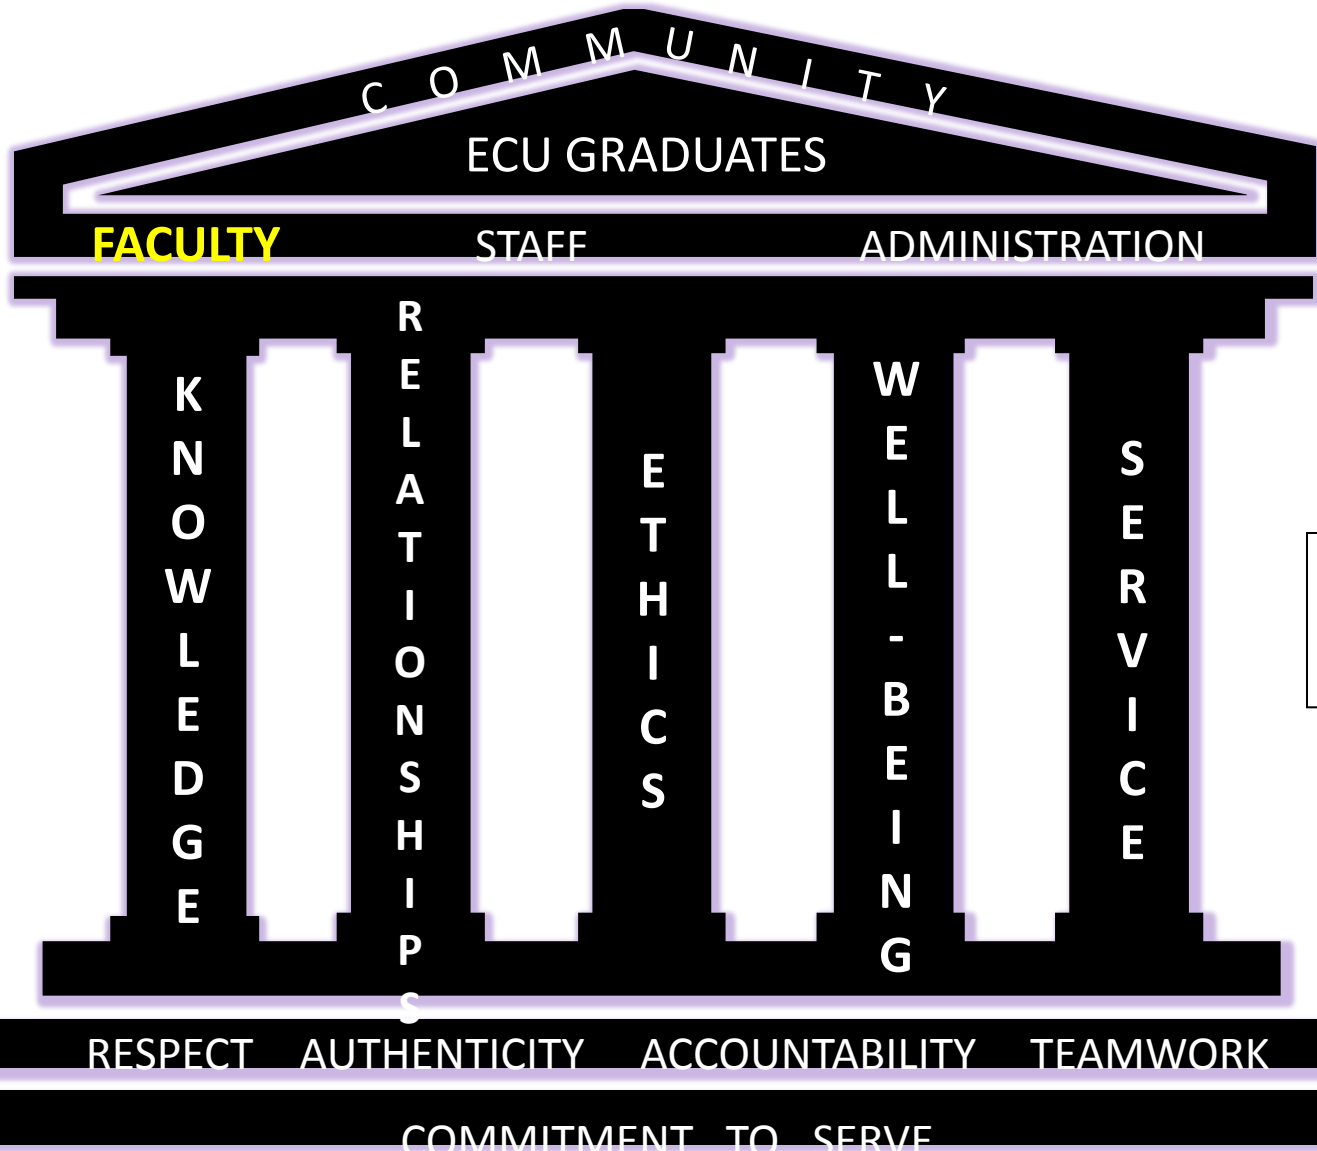 COMMUNITY
ECU GRADUATES
FACULTY STAFF ADMINISTRATION
KNOWLEDGE
RELATIONSHIPS
ETHICS
WELL-BEING
SERVICE
RESPECT AUTHENTICITY ACCOUNTABILITY TEAMWORK
COMMITMENT TO SERVE